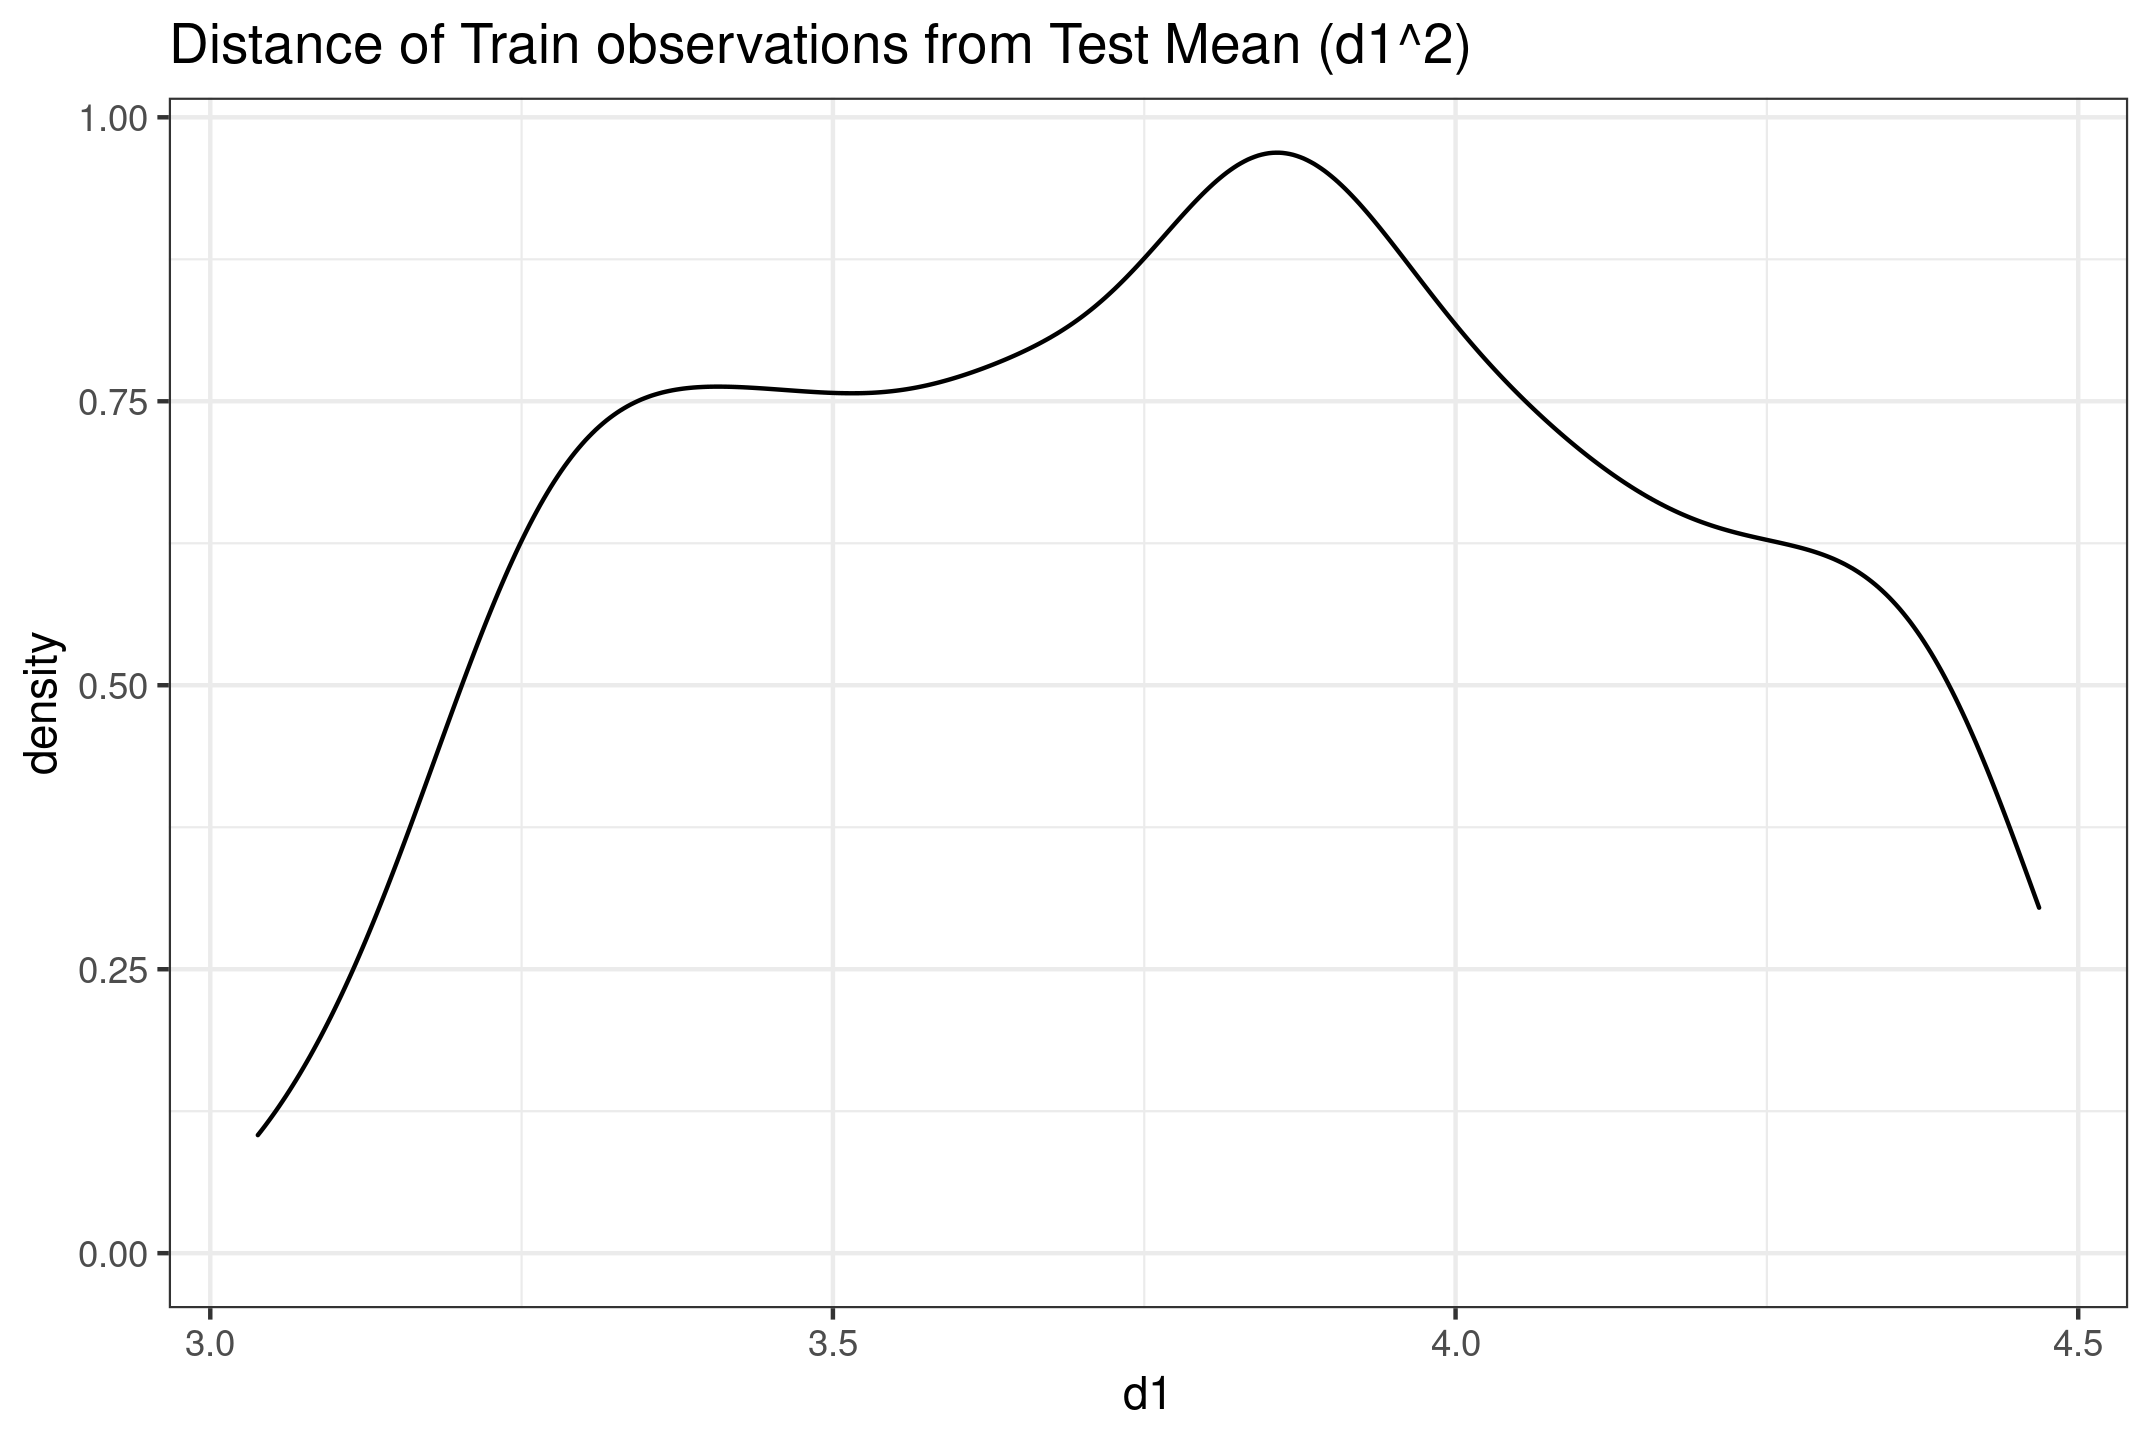 Distance of Train observations from Test Mean (d1^2)
1.00
0.75
0.50
0.25
0.00
density
3.0 3.5 4.0 4.5
d1